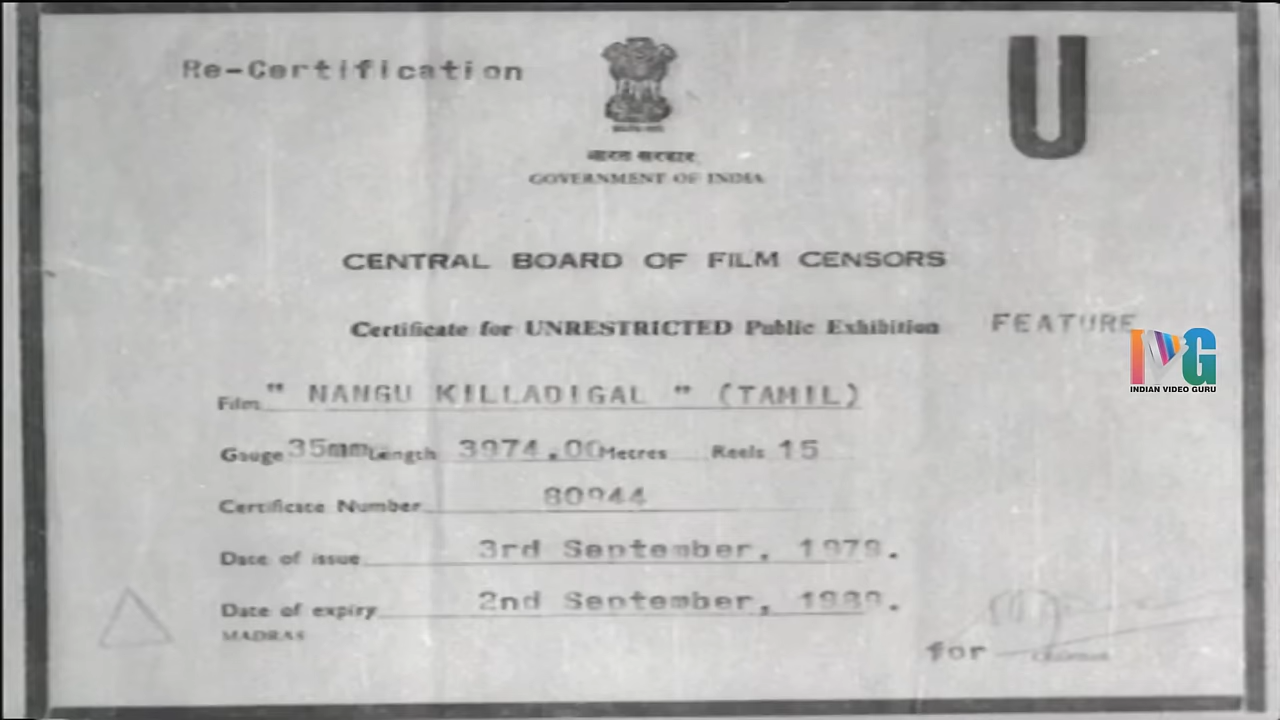 Re-Certification
U
भारत सरकार
GOVERNMENT OF INDIA
CENTRAL BOARD OF FILM CENSORS
Certificate for UNRESTRICTED Public Exhibition FEATURE
INDIAN VIDEO GURU
Film " NANGU KILLADIGAL " (TAMIL)
Gauge 35mm Length 3974.00 Metres Reels 15
Certificate Number 80944
Date of issue 3rd September, 1979.
Date of expiry 2nd September, 1989.
MADRAS
for